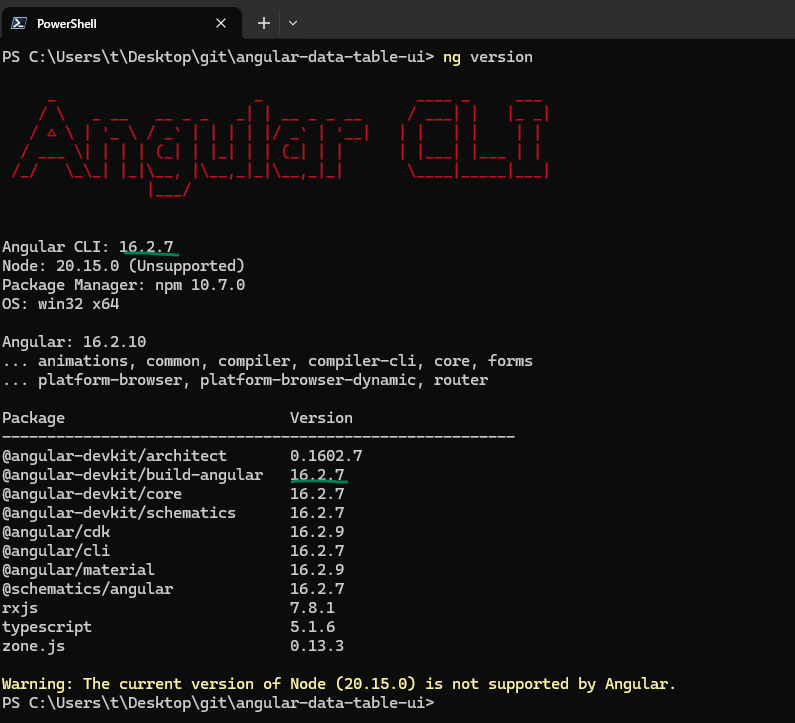 PowerShell
PS C:\Users\t\Desktop\git\angular-data-table-ui> ng version
Angular CLI
Angular CLI: 16.2.7
Node: 20.15.0 (Unsupported)
Package Manager: npm 10.7.0
OS: win32 x64
Angular: 16.2.10
... animations, common, compiler, compiler-cli, core, forms
... platform-browser, platform-browser-dynamic, router
Package Version
---------------------------------------------------------
@angular-devkit/architect 0.1602.7
@angular-devkit/build-angular 16.2.7
@angular-devkit/core 16.2.7
@angular-devkit/schematics 16.2.7
@angular/cdk 16.2.9
@angular/cli 16.2.7
@angular/material 16.2.9
@schematics/angular 16.2.7
rxjs 7.8.1
typescript 5.1.6
zone.js 0.13.3
Warning: The current version of Node (20.15.0) is not supported by Angular.
PS C:\Users\t\Desktop\git\angular-data-table-ui>